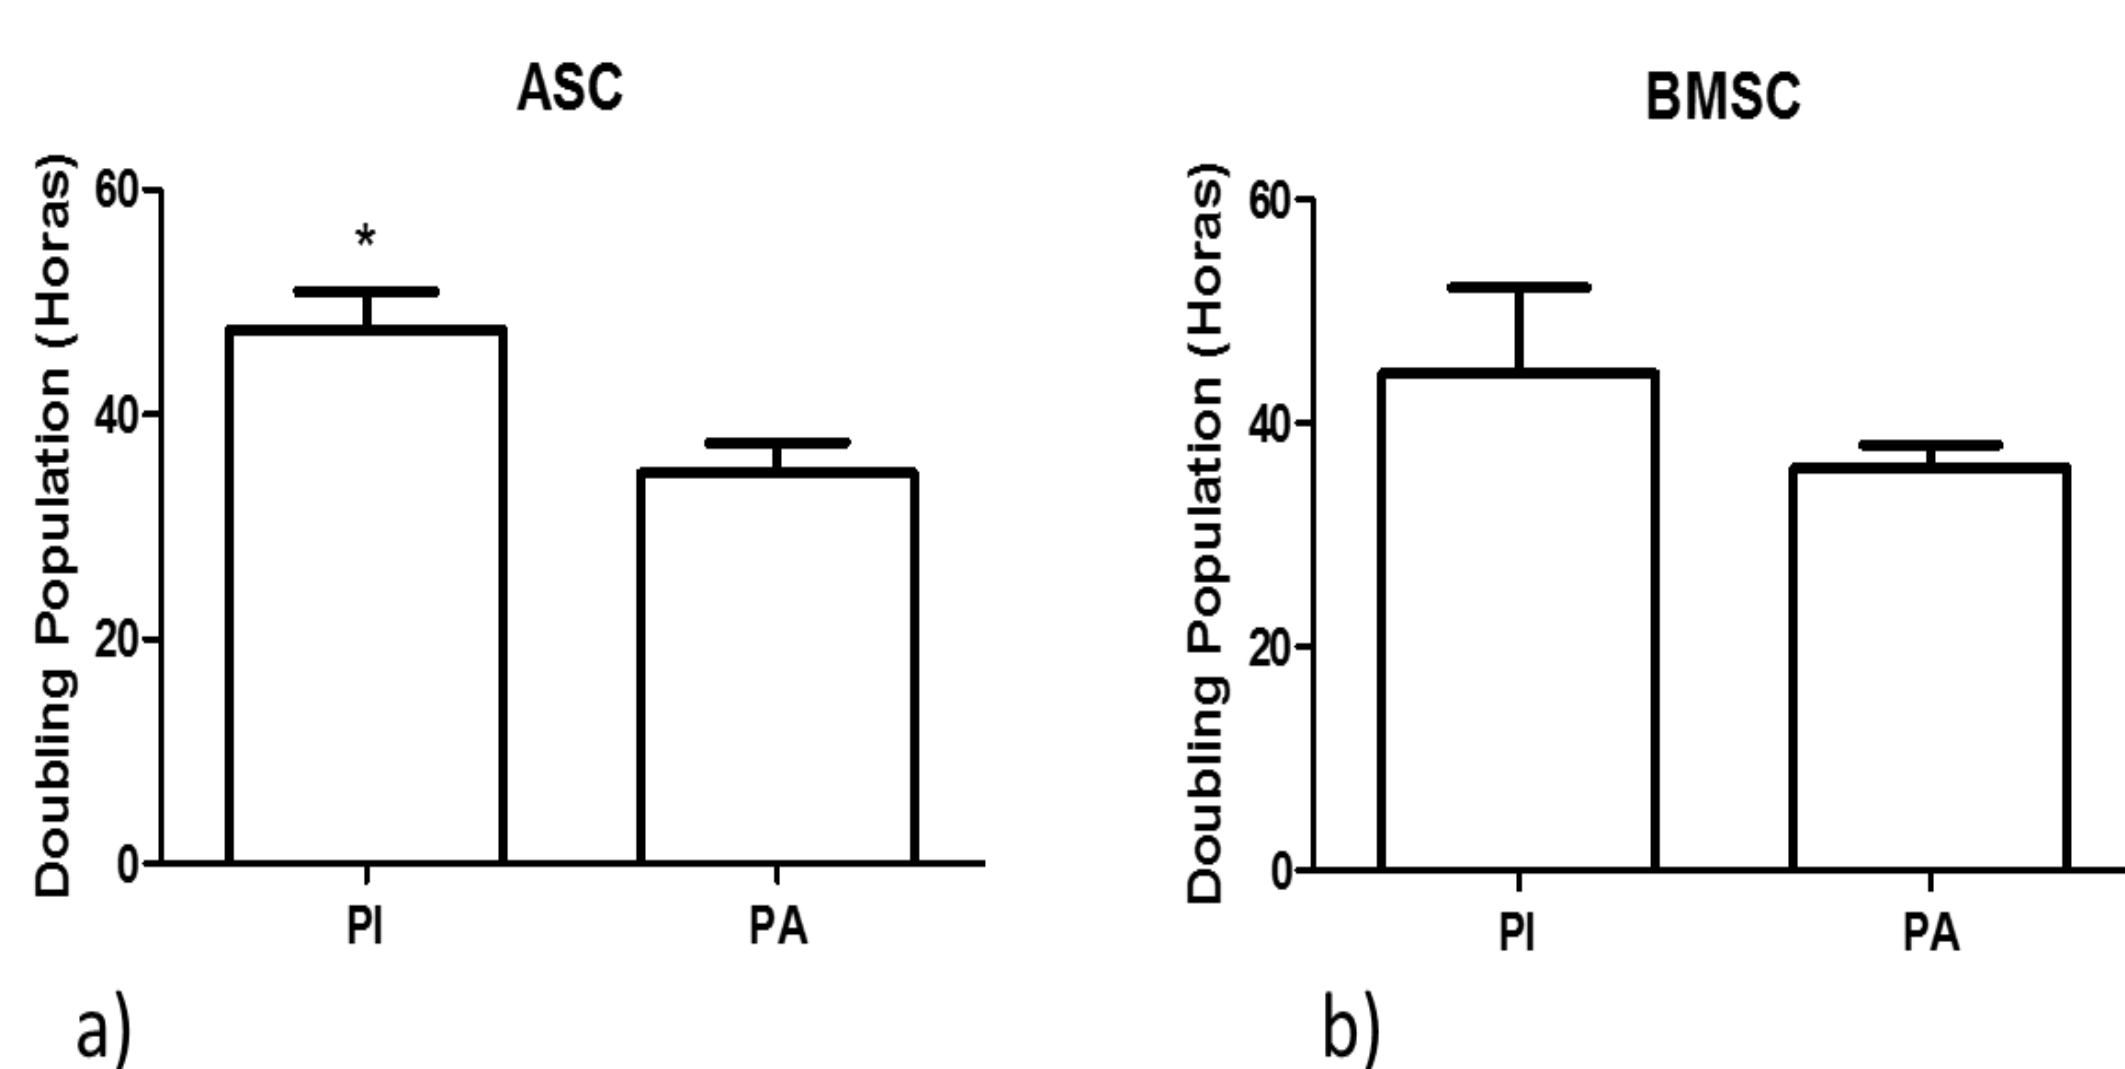 ASC
Doubling Population (Horas)
60
40
20
0
*
PI
PA
a)
BMSC
Doubling Population (Horas)
60
40
20
0
PI
PA
b)